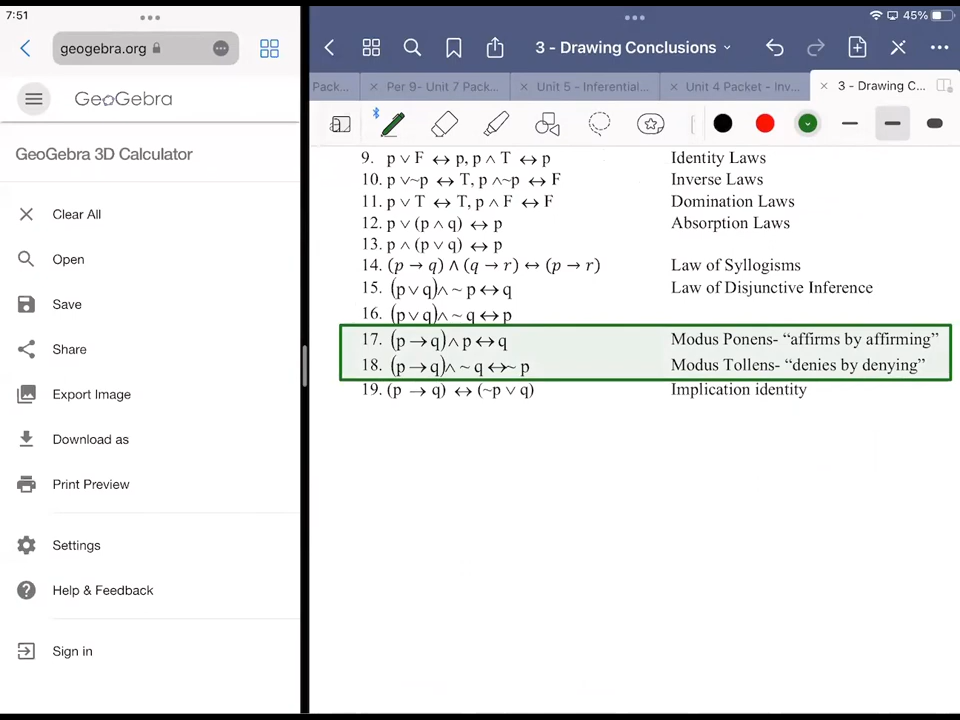 7:51
geogebra.org
GeoGebra
GeoGebra 3D Calculator
Clear All
Open
Save
Share
Export Image
Download as
Print Preview
Settings
Help & Feedback
Sign in
45%
3 - Drawing Conclusions
Pack...
Per 9- Unit 7 Pack...
Unit 5 - Inferential...
Unit 4 Packet - Inv...
3 - Drawing C...
9. p ∨ F ↔ p, p ∧ T ↔ p Identity Laws
10. p ∨~p ↔ T, p ∧~p ↔ F Inverse Laws
11. p ∨ T ↔ T, p ∧ F ↔ F Domination Laws
12. p ∨ (p ∧ q) ↔ p Absorption Laws
13. p ∧ (p ∨ q) ↔ p
14. (p → q) ∧ (q → r) ↔ (p → r) Law of Syllogisms
15. (p ∨ q)∧ ~ p ↔ q Law of Disjunctive Inference
16. (p ∨ q)∧ ~ q ↔ p
17. (p → q) ∧ p ↔ q Modus Ponens- “affirms by affirming”
18. (p → q)∧ ~ q ↔~ p Modus Tollens- “denies by denying”
19. (p → q) ↔ (~p ∨ q) Implication identity